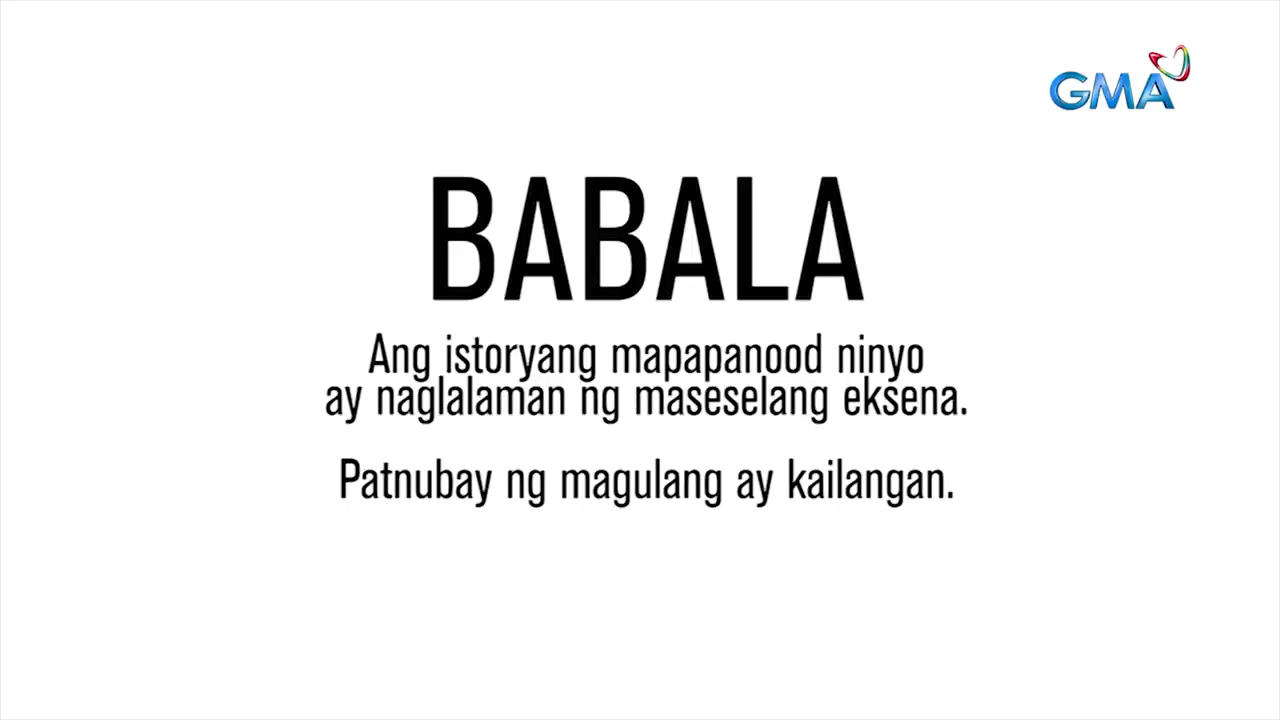 GMA
BABALA
Ang istoryang mapapanood ninyo
ay naglalaman ng maseselang eksena.
Patnubay ng magulang ay kailangan.